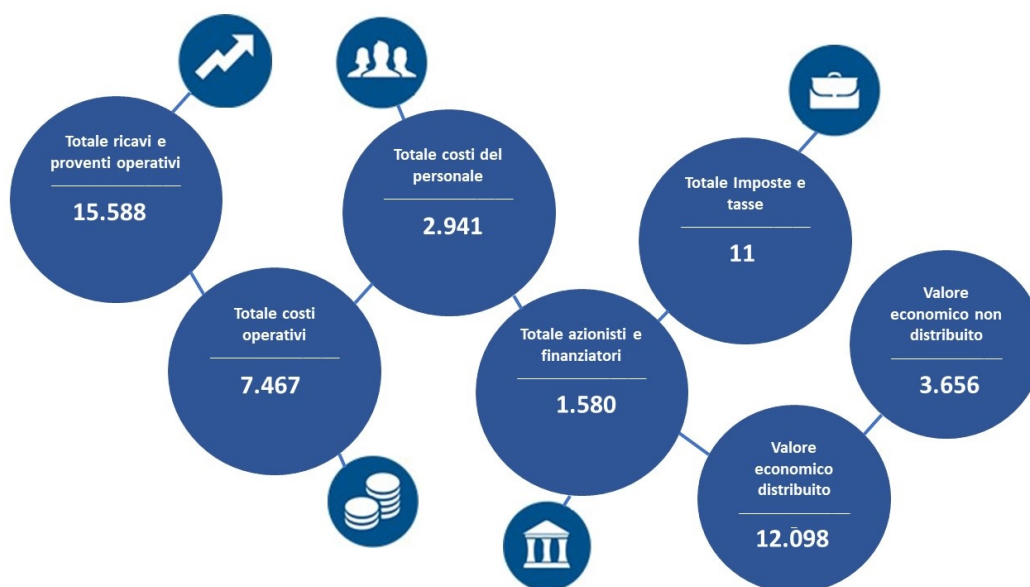 Totale ricavi e
proventi operativi
15.588
Totale costi
operativi
7.467
Totale costi del
personale
2.941
Totale azionisti e
finanziatori
1.580
Totale Imposte e
tasse
11
Valore
economico
distribuito
12.098
Valore
economico non
distribuito
3.656